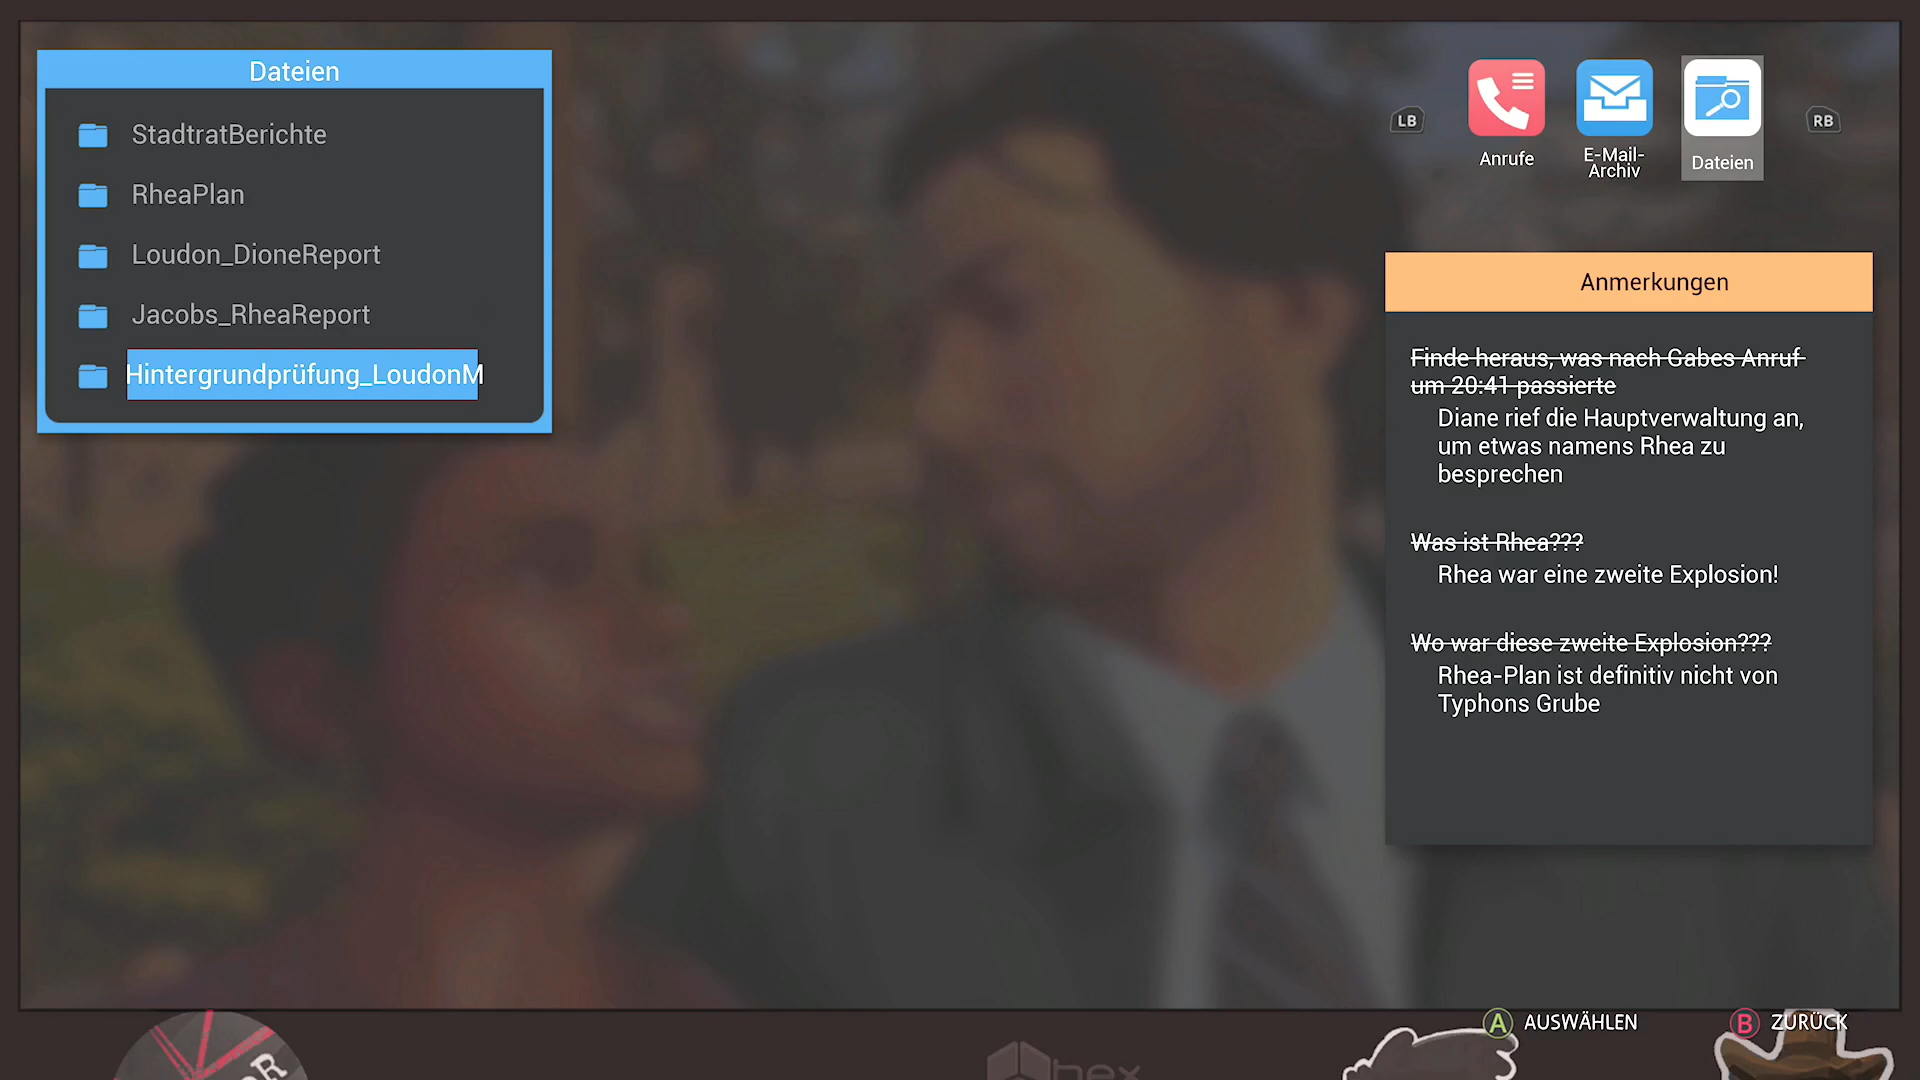 Dateien
StadtratBerichte
RheaPlan
Loudon_DioneReport
Jacobs_RheaReport
Hintergrundprüfung_LoudonM
LB
Anrufe
E-Mail-
Archiv
Dateien
RB
Anmerkungen
Finde heraus, was nach Gabes Anruf
um 20:41 passierte
Diane rief die Hauptverwaltung an,
um etwas namens Rhea zu
besprechen
Was ist Rhea???
Rhea war eine zweite Explosion!
Wo war diese zweite Explosion???
Rhea-Plan ist definitiv nicht von
Typhons Grube
A AUSWÄHLEN
B ZURÜCK
hex